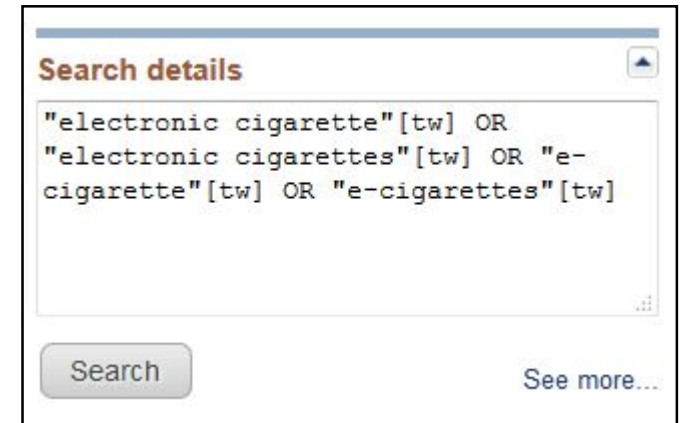 Search details
"electronic cigarette"[tw] OR
"electronic cigarettes"[tw] OR "e-
cigarette"[tw] OR "e-cigarettes"[tw]
Search
See more...